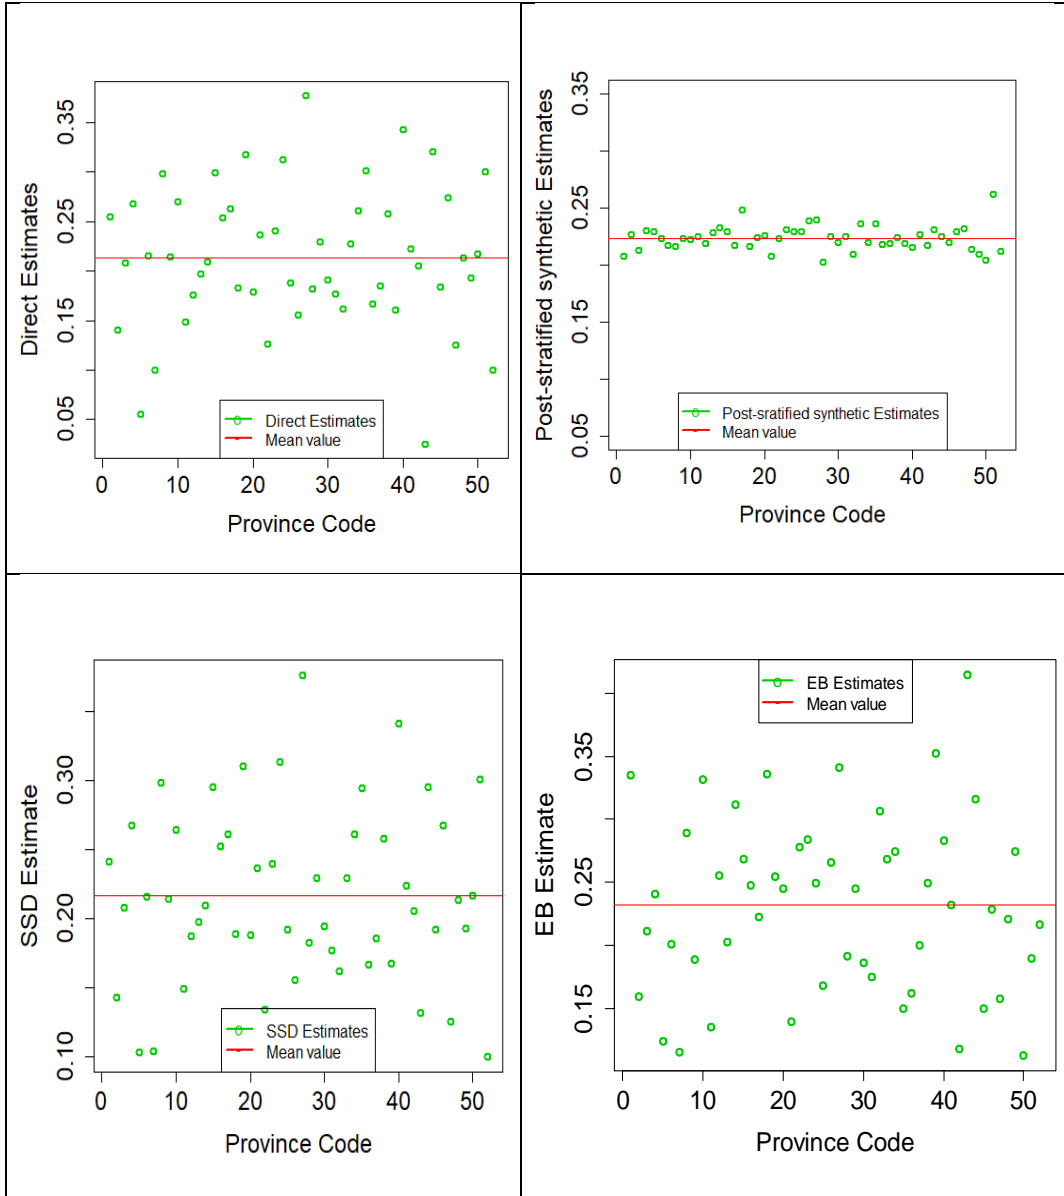 Direct Estimates
0.35
0.25
0.15
0.05
Direct Estimates
Mean value
0 10 20 30 40 50
Province Code
Post-stratified synthetic Estimates
0.35
0.25
0.15
0.05
Post-sratified synthetic Estimates
Mean value
0 10 20 30 40 50
Province Code
SSD Estimate
0.30
0.20
0.10
SSD Estimates
Mean value
0 10 20 30 40 50
Province Code
EB Estimate
0.35
0.25
0.15
EB Estimates
Mean value
0 10 20 30 40 50
Province Code